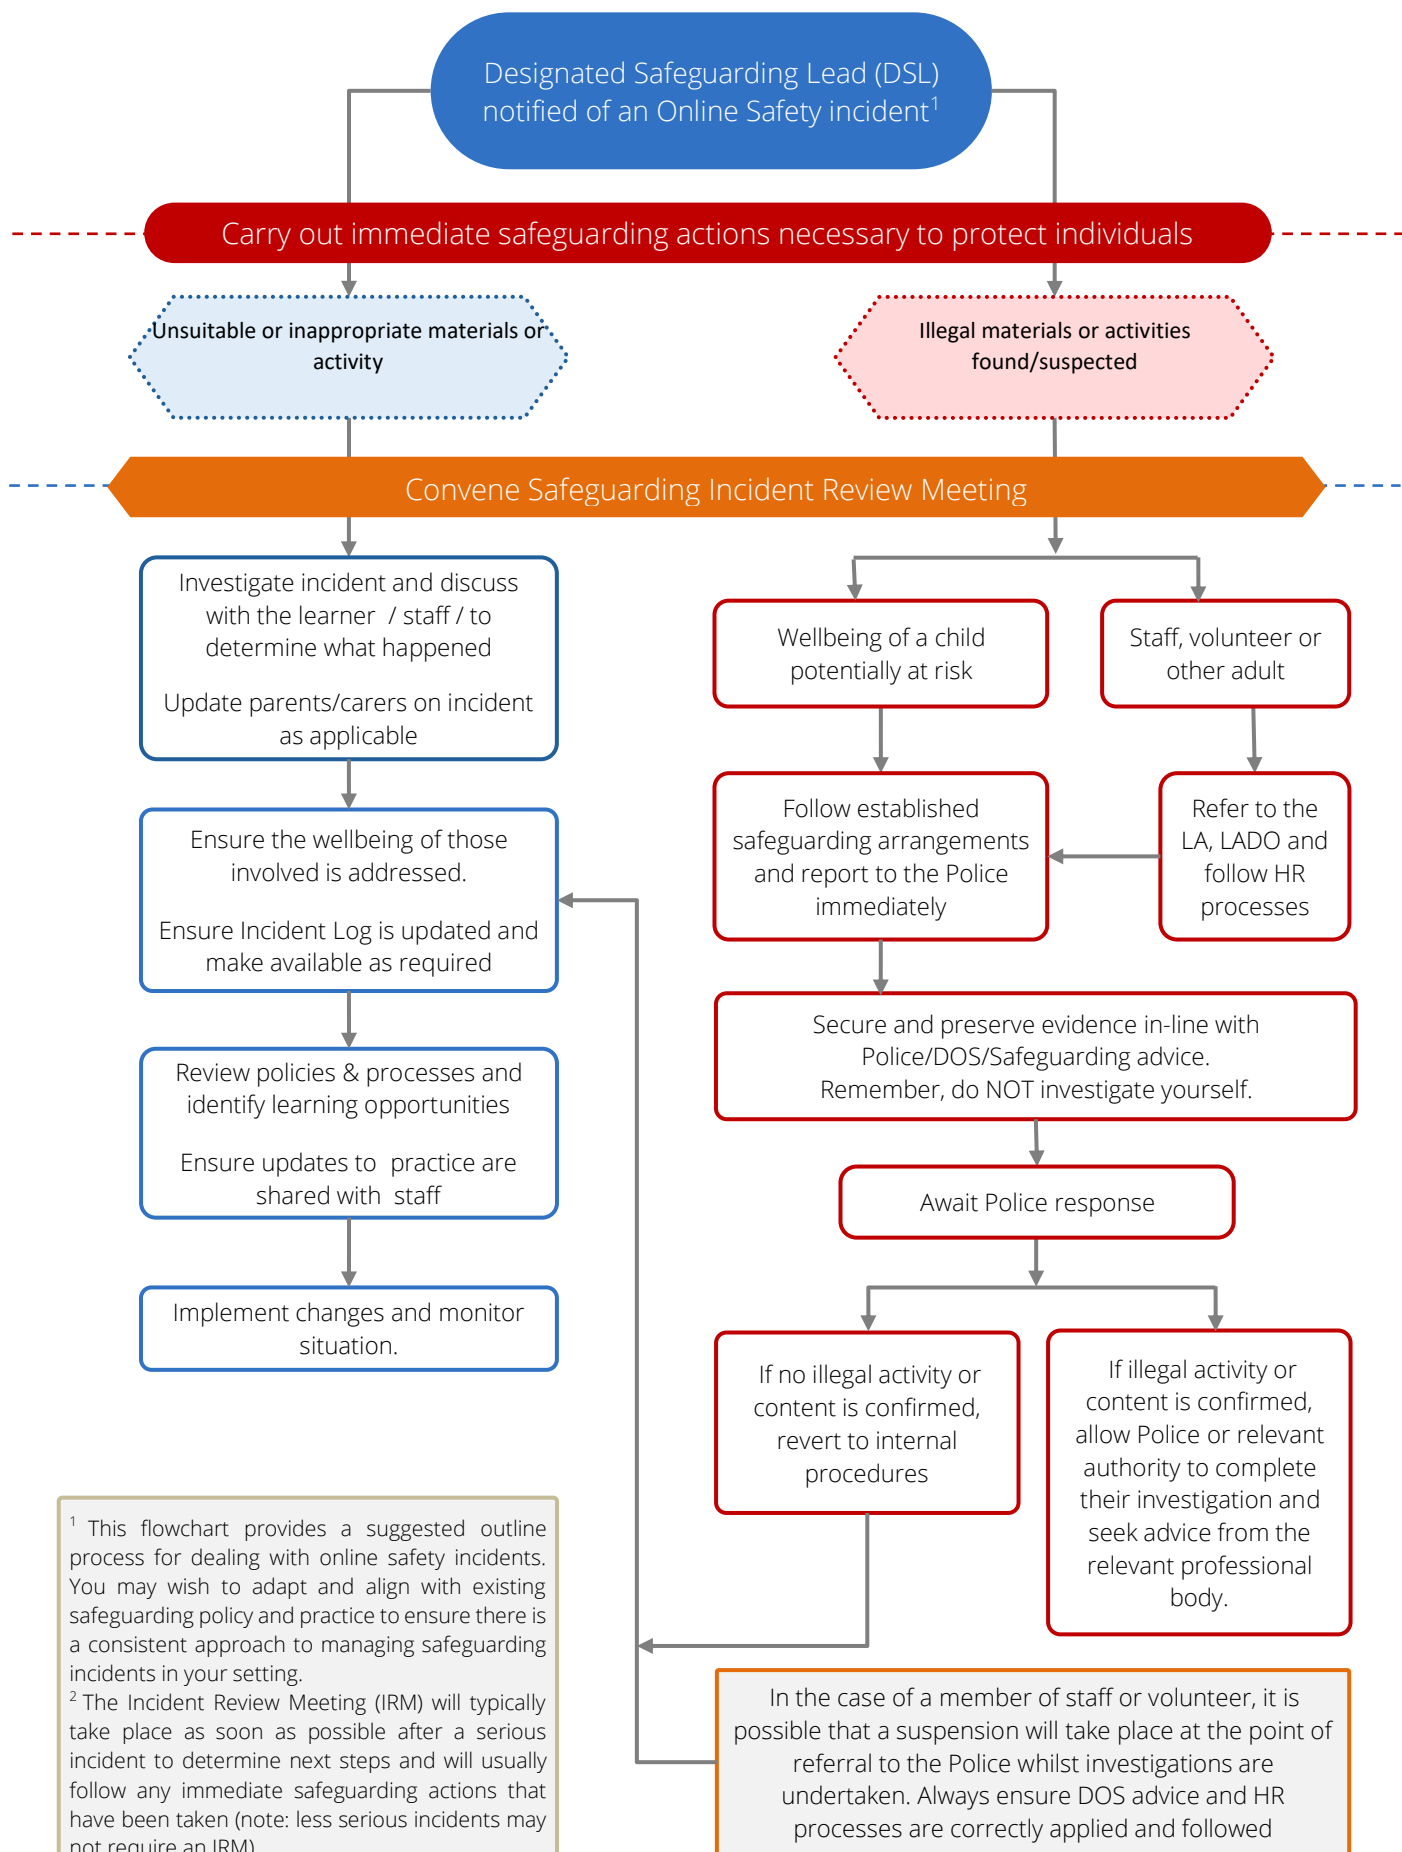 Designated Safeguarding Lead (DSL)
notified of an Online Safety incident1
Carry out immediate safeguarding actions necessary to protect individuals
Unsuitable or inappropriate materials or
activity
Illegal materials or activities
found/suspected
Convene Safeguarding Incident Review Meeting
Investigate incident and discuss
with the learner / staff / to
determine what happened
Update parents/carers on incident
as applicable
Ensure the wellbeing of those
involved is addressed.
Ensure Incident Log is updated and
make available as required
Review policies & processes and
identify learning opportunities
Ensure updates to practice are
shared with staff
Implement changes and monitor
situation.
Wellbeing of a child
potentially at risk
Staff, volunteer or
other adult
Follow established
safeguarding arrangements
and report to the Police
immediately
Refer to the
LA, LADO and
follow HR
processes
Secure and preserve evidence in-line with
Police/DOS/Safeguarding advice.
Remember, do NOT investigate yourself.
Await Police response
If no illegal activity or
content is confirmed,
revert to internal
procedures
If illegal activity or
content is confirmed,
allow Police or relevant
authority to complete
their investigation and
seek advice from the
relevant professional
body.
1 This flowchart provides a suggested outline
process for dealing with online safety incidents.
You may wish to adapt and align with existing
safeguarding policy and practice to ensure there is
a consistent approach to managing safeguarding
incidents in your setting.
2 The Incident Review Meeting (IRM) will typically
take place as soon as possible after a serious
incident to determine next steps and will usually
follow any immediate safeguarding actions that
have been taken (note: less serious incidents may
not require an IRM)
In the case of a member of staff or volunteer, it is
possible that a suspension will take place at the point of
referral to the Police whilst investigations are
undertaken. Always ensure DOS advice and HR
processes are correctly applied and followed